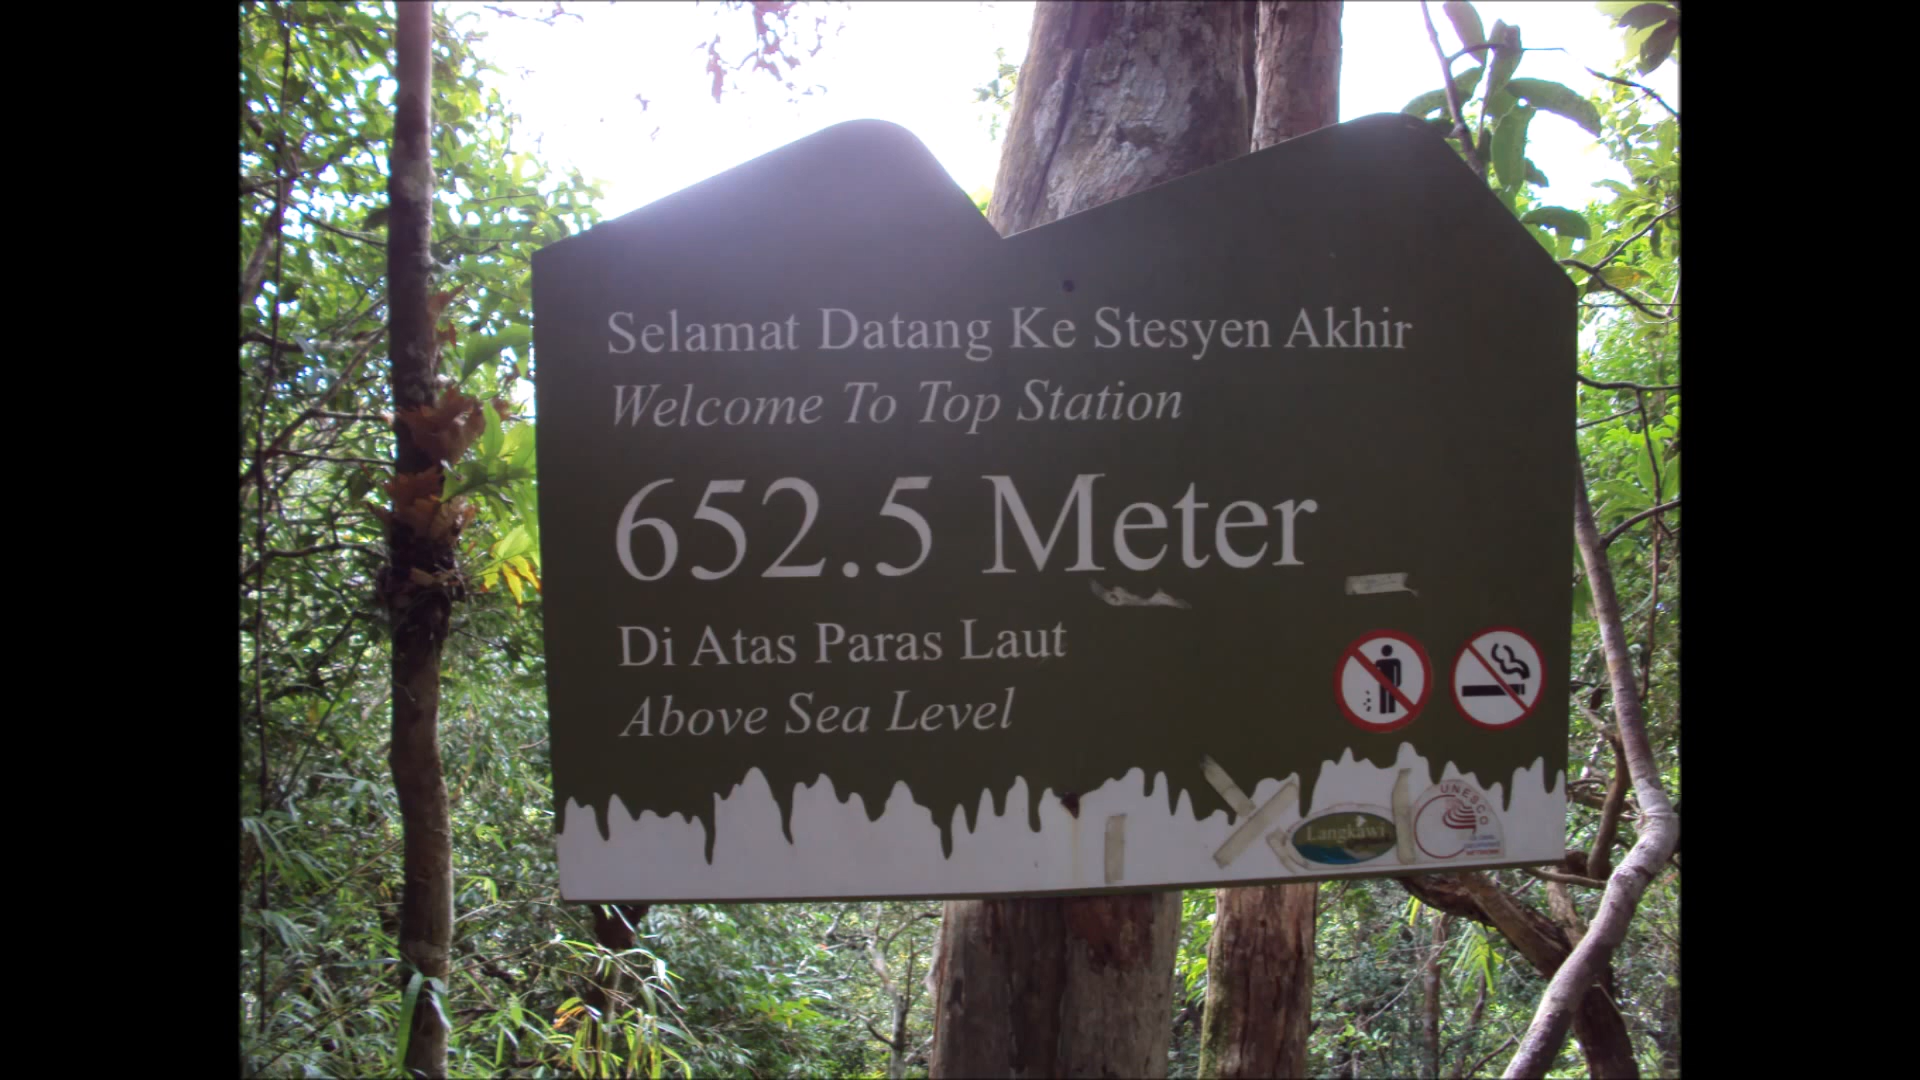 Selamat Datang Ke Stesyen Akhir
Welcome To Top Station
652.5 Meter
Di Atas Paras Laut
Above Sea Level
Langkawi
UNESCO